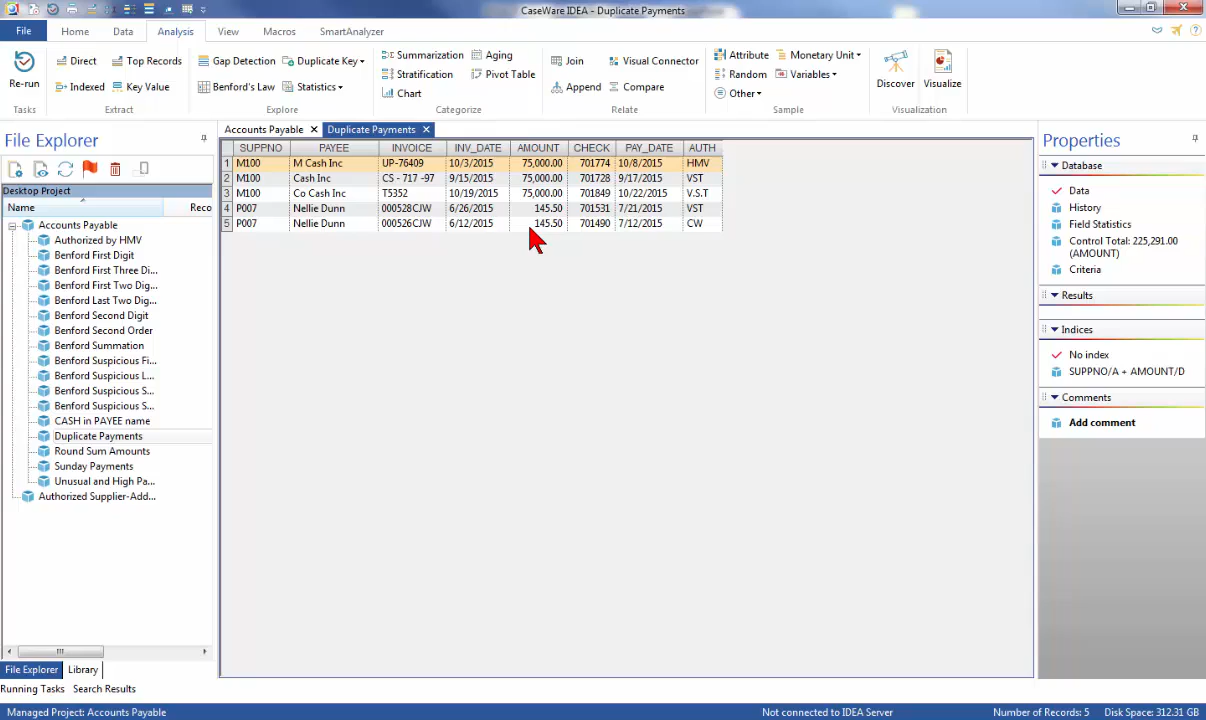 CaseWare IDEA - Duplicate Payments
File Home Data Analysis View Macros SmartAnalyzer
Re-run
Tasks
Direct Top Records
Indexed Key Value
Extract
Gap Detection Duplicate Key
Benford's Law Statistics
Explore
Summarization Aging
Stratification Pivot Table
Chart
Categorize
Join Visual Connector
Append Compare
Relate
Attribute Monetary Unit
Random Variables
Other
Sample
Discover Visualize
Visualization
File Explorer
Desktop Project
Name Reco
Accounts Payable
Authorized by HMV
Benford First Digit
Benford First Three Di...
Benford First Two Dig...
Benford Last Two Dig...
Benford Second Digit
Benford Second Order
Benford Summation
Benford Suspicious Fi...
Benford Suspicious L...
Benford Suspicious S...
Benford Suspicious S...
CASH in PAYEE name
Duplicate Payments
Round Sum Amounts
Sunday Payments
Unusual and High Pa...
Authorized Supplier-Add...
File Explorer Library
Running Tasks Search Results
Accounts Payable Duplicate Payments
SUPPNO PAYEE INVOICE INV_DATE AMOUNT CHECK PAY_DATE AUTH
1 M100 M Cash Inc UP-76409 10/3/2015 75,000.00 701774 10/8/2015 HMV
2 M100 Cash Inc CS - 717 -97 9/15/2015 75,000.00 701728 9/17/2015 VST
3 M100 Co Cash Inc T5352 10/19/2015 75,000.00 701849 10/22/2015 V.S.T
4 P007 Nellie Dunn 000528CJW 6/26/2015 145.50 701531 7/21/2015 VST
5 P007 Nellie Dunn 000526CJW 6/12/2015 145.50 701490 7/12/2015 CW
Properties
Database
Data
History
Field Statistics
Control Total: 225,291.00
(AMOUNT)
Criteria
Results
Indices
No index
SUPPNO/A + AMOUNT/D
Comments
Add comment
Managed Project: Accounts Payable Not connected to IDEA Server Number of Records: 5 Disk Space: 312.31 GB